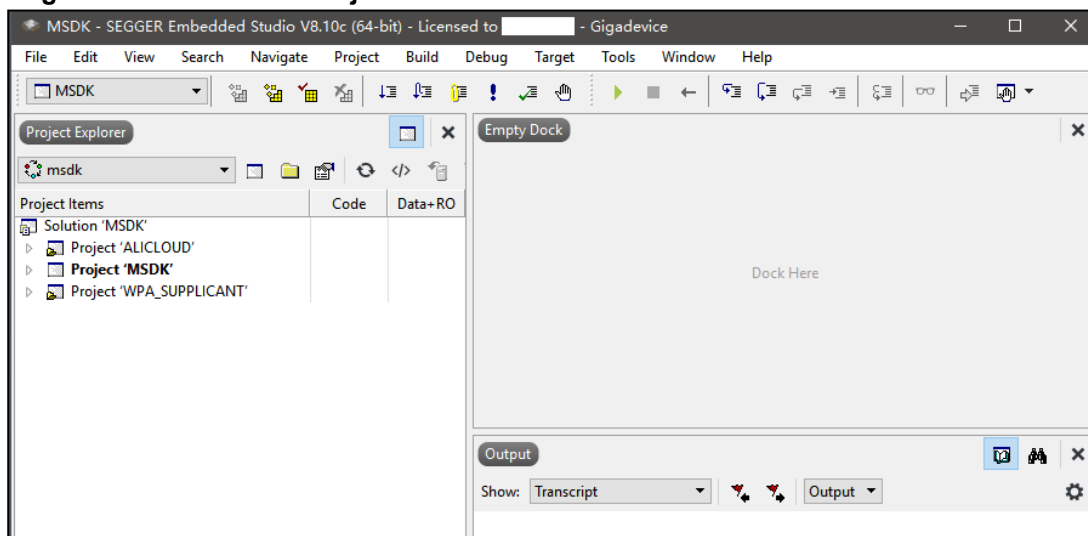 MSDK - SEGGER Embedded Studio V8.10c (64-bit) - Licensed to - Gigadevice
File Edit View Search Navigate Project Build Debug Target Tools Window Help
MSDK
Project Explorer
Empty Dock
msdk
Project Items Code Data+RO
Solution 'MSDK'
Project 'ALICLOUD'
Project 'MSDK'
Project 'WPA_SUPPLICANT'
Dock Here
Output
Show: Transcript Output